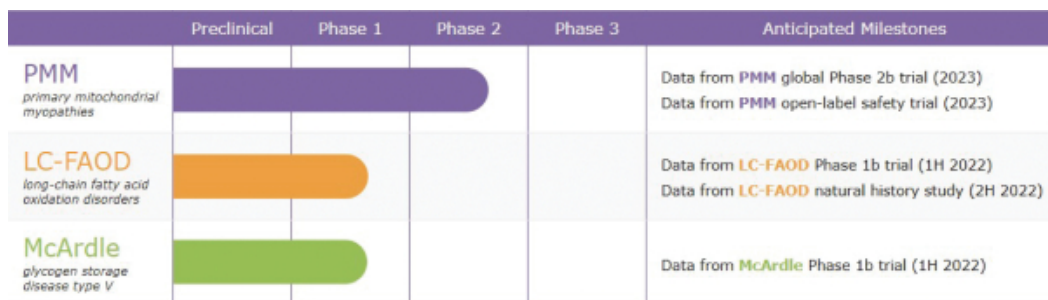 Preclinical Phase 1 Phase 2 Phase 3 Anticipated Milestones
PMM
primary mitochondrial
myopathies
Data from PMM global Phase 2b trial (2023)
Data from PMM open-label safety trial (2023)
LC-FAOD
long-chain fatty acid
oxidation disorders
Data from LC-FAOD Phase 1b trial (1H 2022)
Data from LC-FAOD natural history study (2H 2022)
McArdle
glycogen storage
disease type V
Data from McArdle Phase 1b trial (1H 2022)